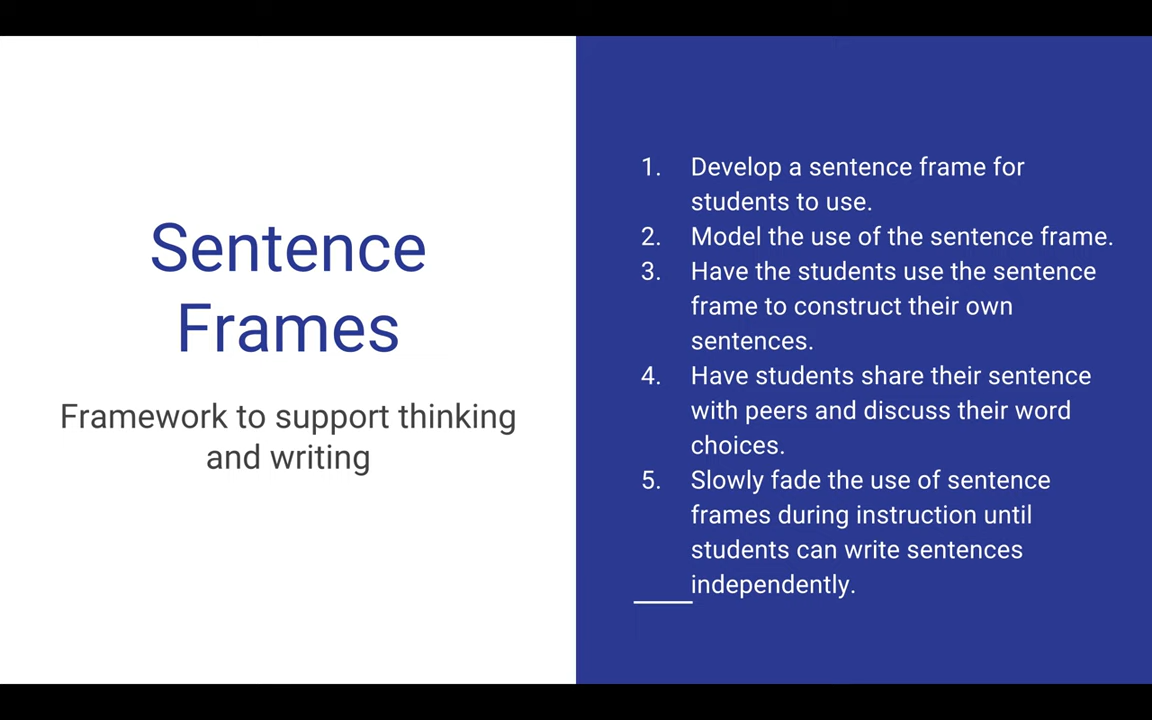 Sentence
Frames
Framework to support thinking
and writing
1. Develop a sentence frame for
students to use.
2. Model the use of the sentence frame.
3. Have the students use the sentence
frame to construct their own
sentences.
4. Have students share their sentence
with peers and discuss their word
choices.
5. Slowly fade the use of sentence
frames during instruction until
students can write sentences
independently.